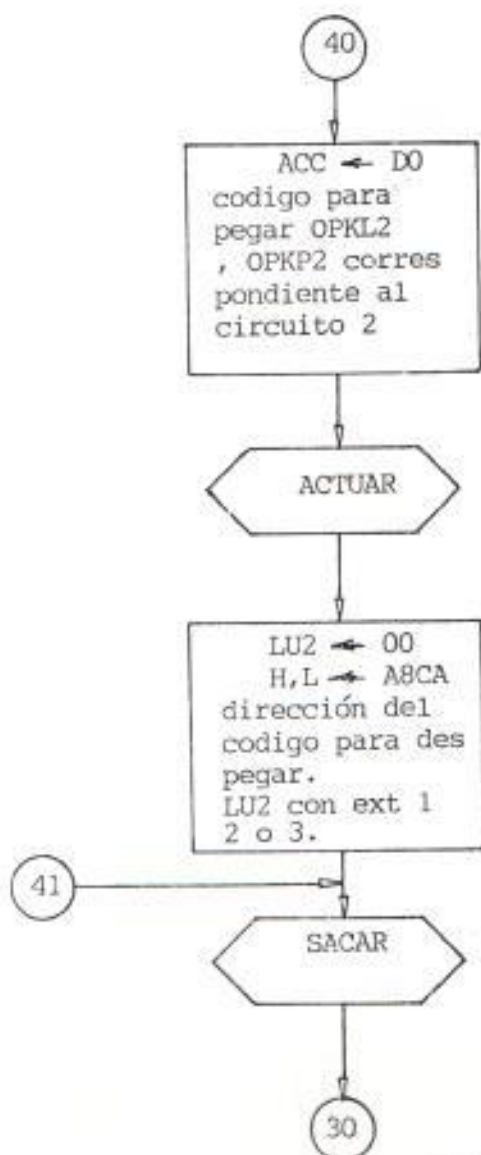 40
ACC ← D0
codigo para
pegar OPKL2
, OPKP2 corres
pondiente al
circuito 2
ACTUAR
LU2 ← 00
H,L ← A8CA
dirección del
codigo para des
pegar.
LU2 con ext 1
2 o 3.
41
SACAR
30